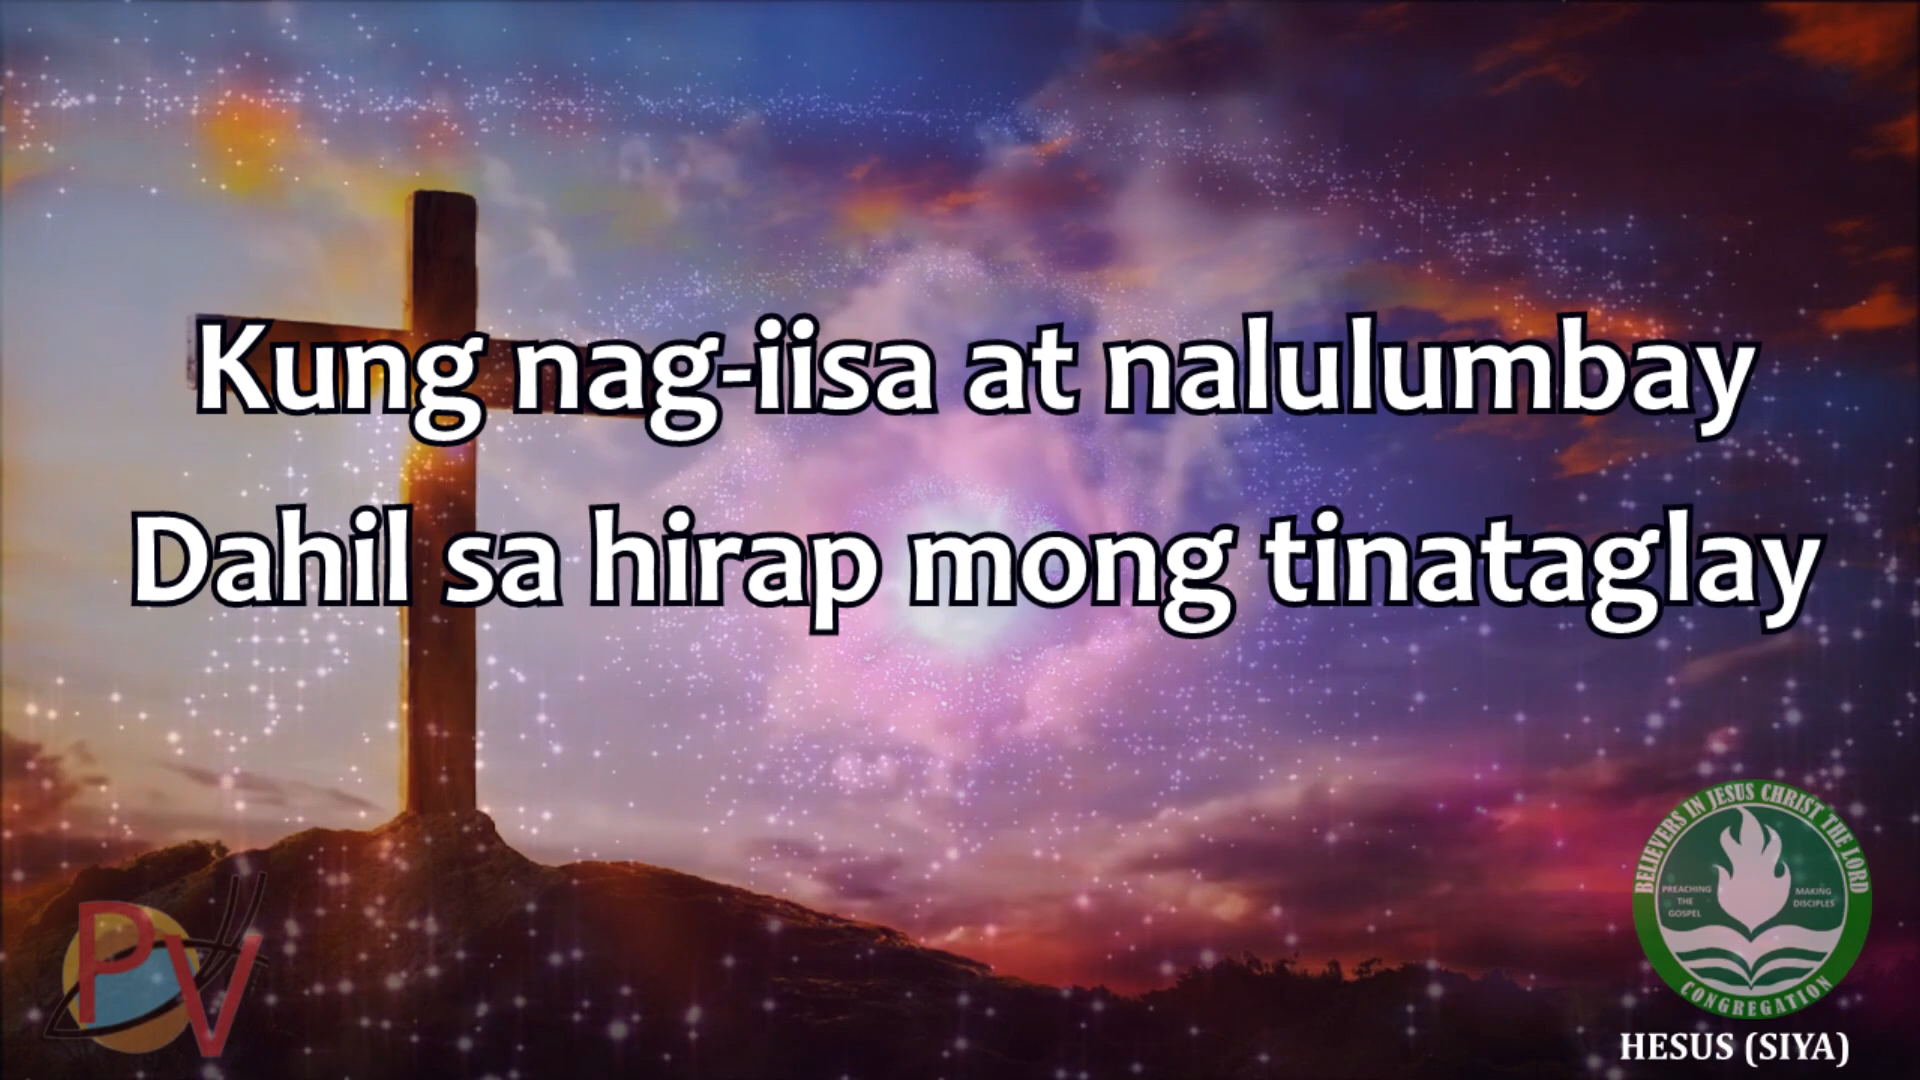 Kung nag-iisa at nalulumbay
Dahil sa hirap mong tinataglay
PV
BELIEVERS IN JESUS CHRIST THE LORD
PREACHING
THE
GOSPEL
MAKING
DISCIPLES
CONGREGATION
HESUS (SIYA)